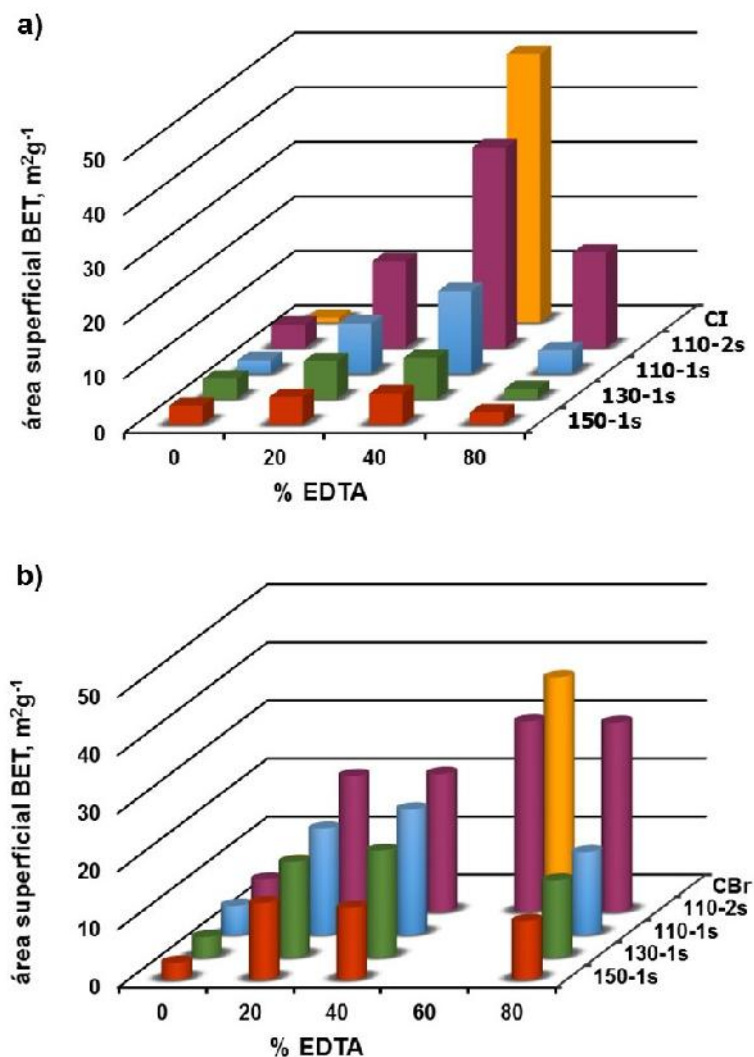 a)
área superficial BET, m²g⁻¹
50
40
30
20
10
0
0 20 40 80
% EDTA
CI
110-2s
110-1s
130-1s
150-1s
b)
área superficial BET, m²g⁻¹
50
40
30
20
10
0
0 20 40 60 80
% EDTA
CBr
110-2s
110-1s
130-1s
150-1s